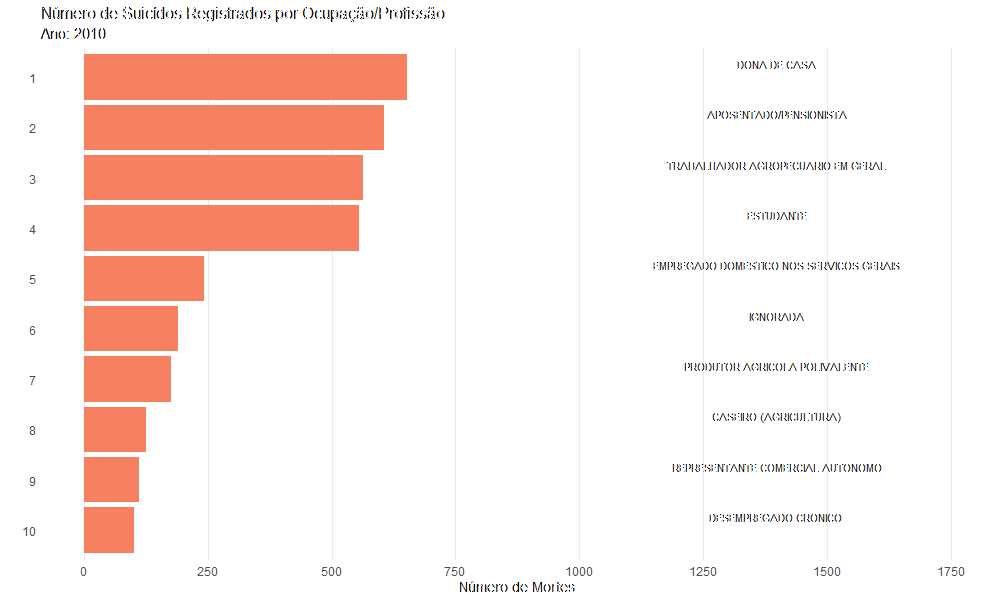 Número de Suicídos Registrados por Ocupação/Profissão
Ano: 2010
1 DONA DE CASA
2 APOSENTADO/PENSIONISTA
3 TRABALHADOR AGROPECUARIO EM GERAL
4 ESTUDANTE
5 EMPREGADO DOMESTICO NOS SERVICOS GERAIS
6 IGNORADA
7 PRODUTOR AGRICOLA POLIVALENTE
8 CASEIRO (AGRICULTURA)
9 REPRESENTANTE COMERCIAL AUTONOMO
10 DESEMPREGADO CRONICO
0 250 500 750 1000 1250 1500 1750
Número de Mortes